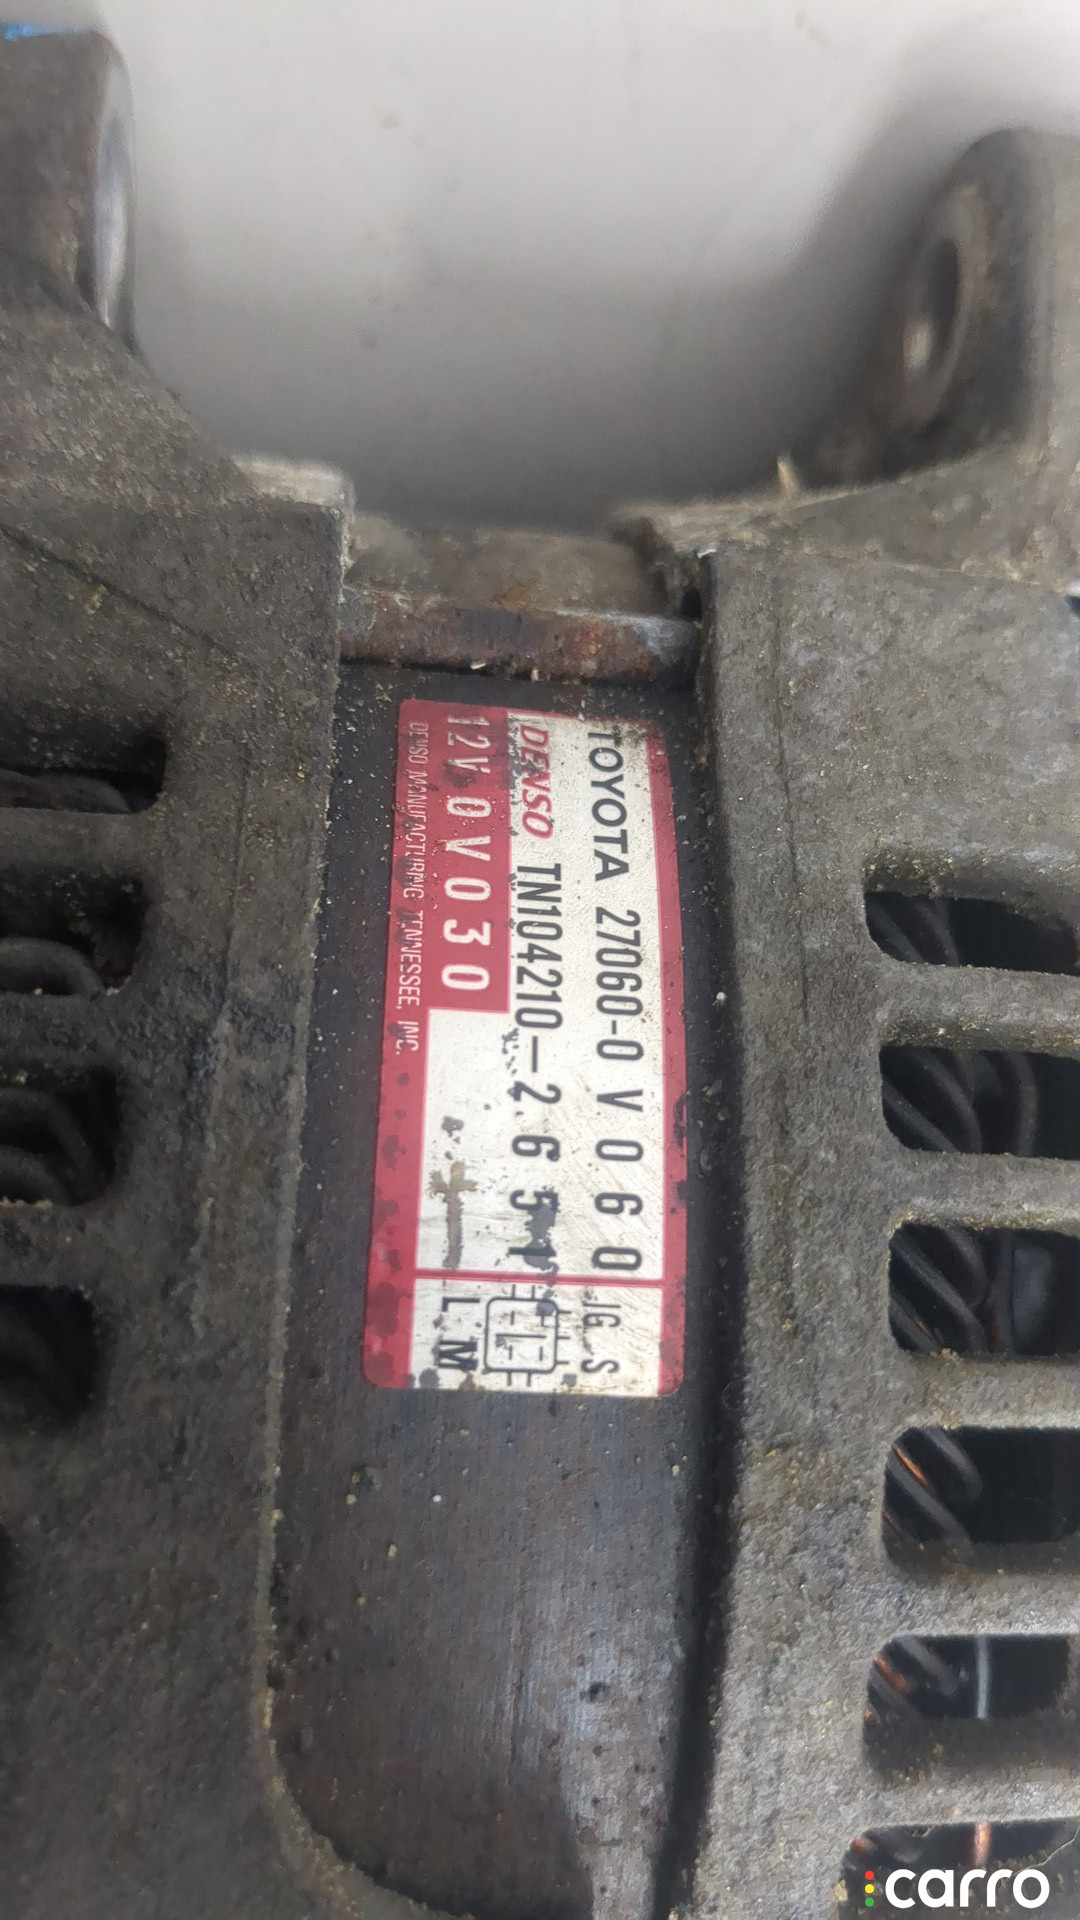 TOYOTA 27060-0V060
DENSO TN104210-2651
12V 0V030
DENSO MANUFACTURING TENNESSEE, INC.
IG S
L
L M
carro